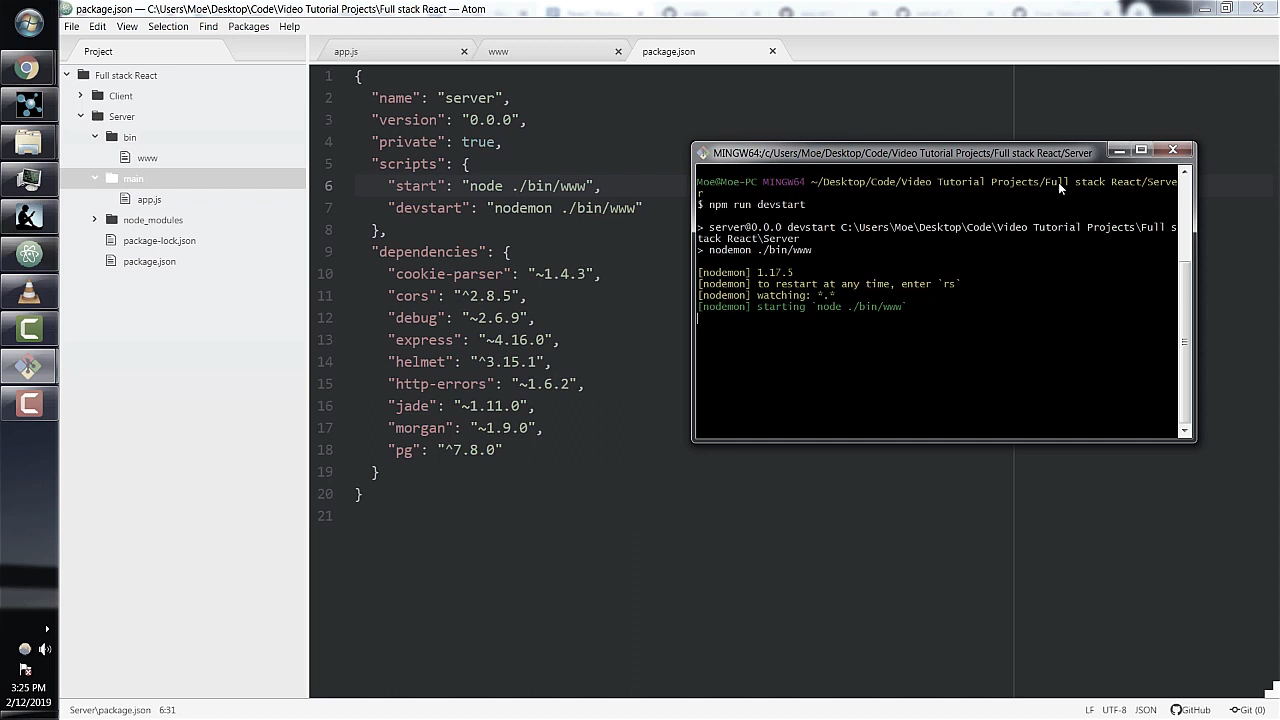 package.json — C:\Users\Moe\Desktop\Code\Video Tutorial Projects\Full stack React — Atom
File Edit View Selection Find Packages Help
Project
app.js
www
package.json
Full stack React
Client
Server
bin
www
main
app.js
node_modules
package-lock.json
package.json
1 {
2 "name": "server",
3 "version": "0.0.0",
4 "private": true,
5 "scripts": {
6 "start": "node ./bin/www",
7 "devstart": "nodemon ./bin/www"
8 },
9 "dependencies": {
10 "cookie-parser": "~1.4.3",
11 "cors": "^2.8.5",
12 "debug": "~2.6.9",
13 "express": "~4.16.0",
14 "helmet": "^3.15.1",
15 "http-errors": "~1.6.2",
16 "jade": "~1.11.0",
17 "morgan": "~1.9.0",
18 "pg": "^7.8.0"
19 }
20 }
21
MINGW64:/c/Users/Moe/Desktop/Code/Video Tutorial Projects/Full stack React/Server
Moe@Moe-PC MINGW64 ~/Desktop/Code/Video Tutorial Projects/Full stack React/Serve
r
$ npm run devstart
> server@0.0.0 devstart C:\Users\Moe\Desktop\Code\Video Tutorial Projects\Full s
tack React\Server
> nodemon ./bin/www
[nodemon] 1.17.5
[nodemon] to restart at any time, enter `rs`
[nodemon] watching: *.*
[nodemon] starting `node ./bin/www`
3:25 PM
2/12/2019
Server\package.json 6:31
LF UTF-8 JSON GitHub Git (0)